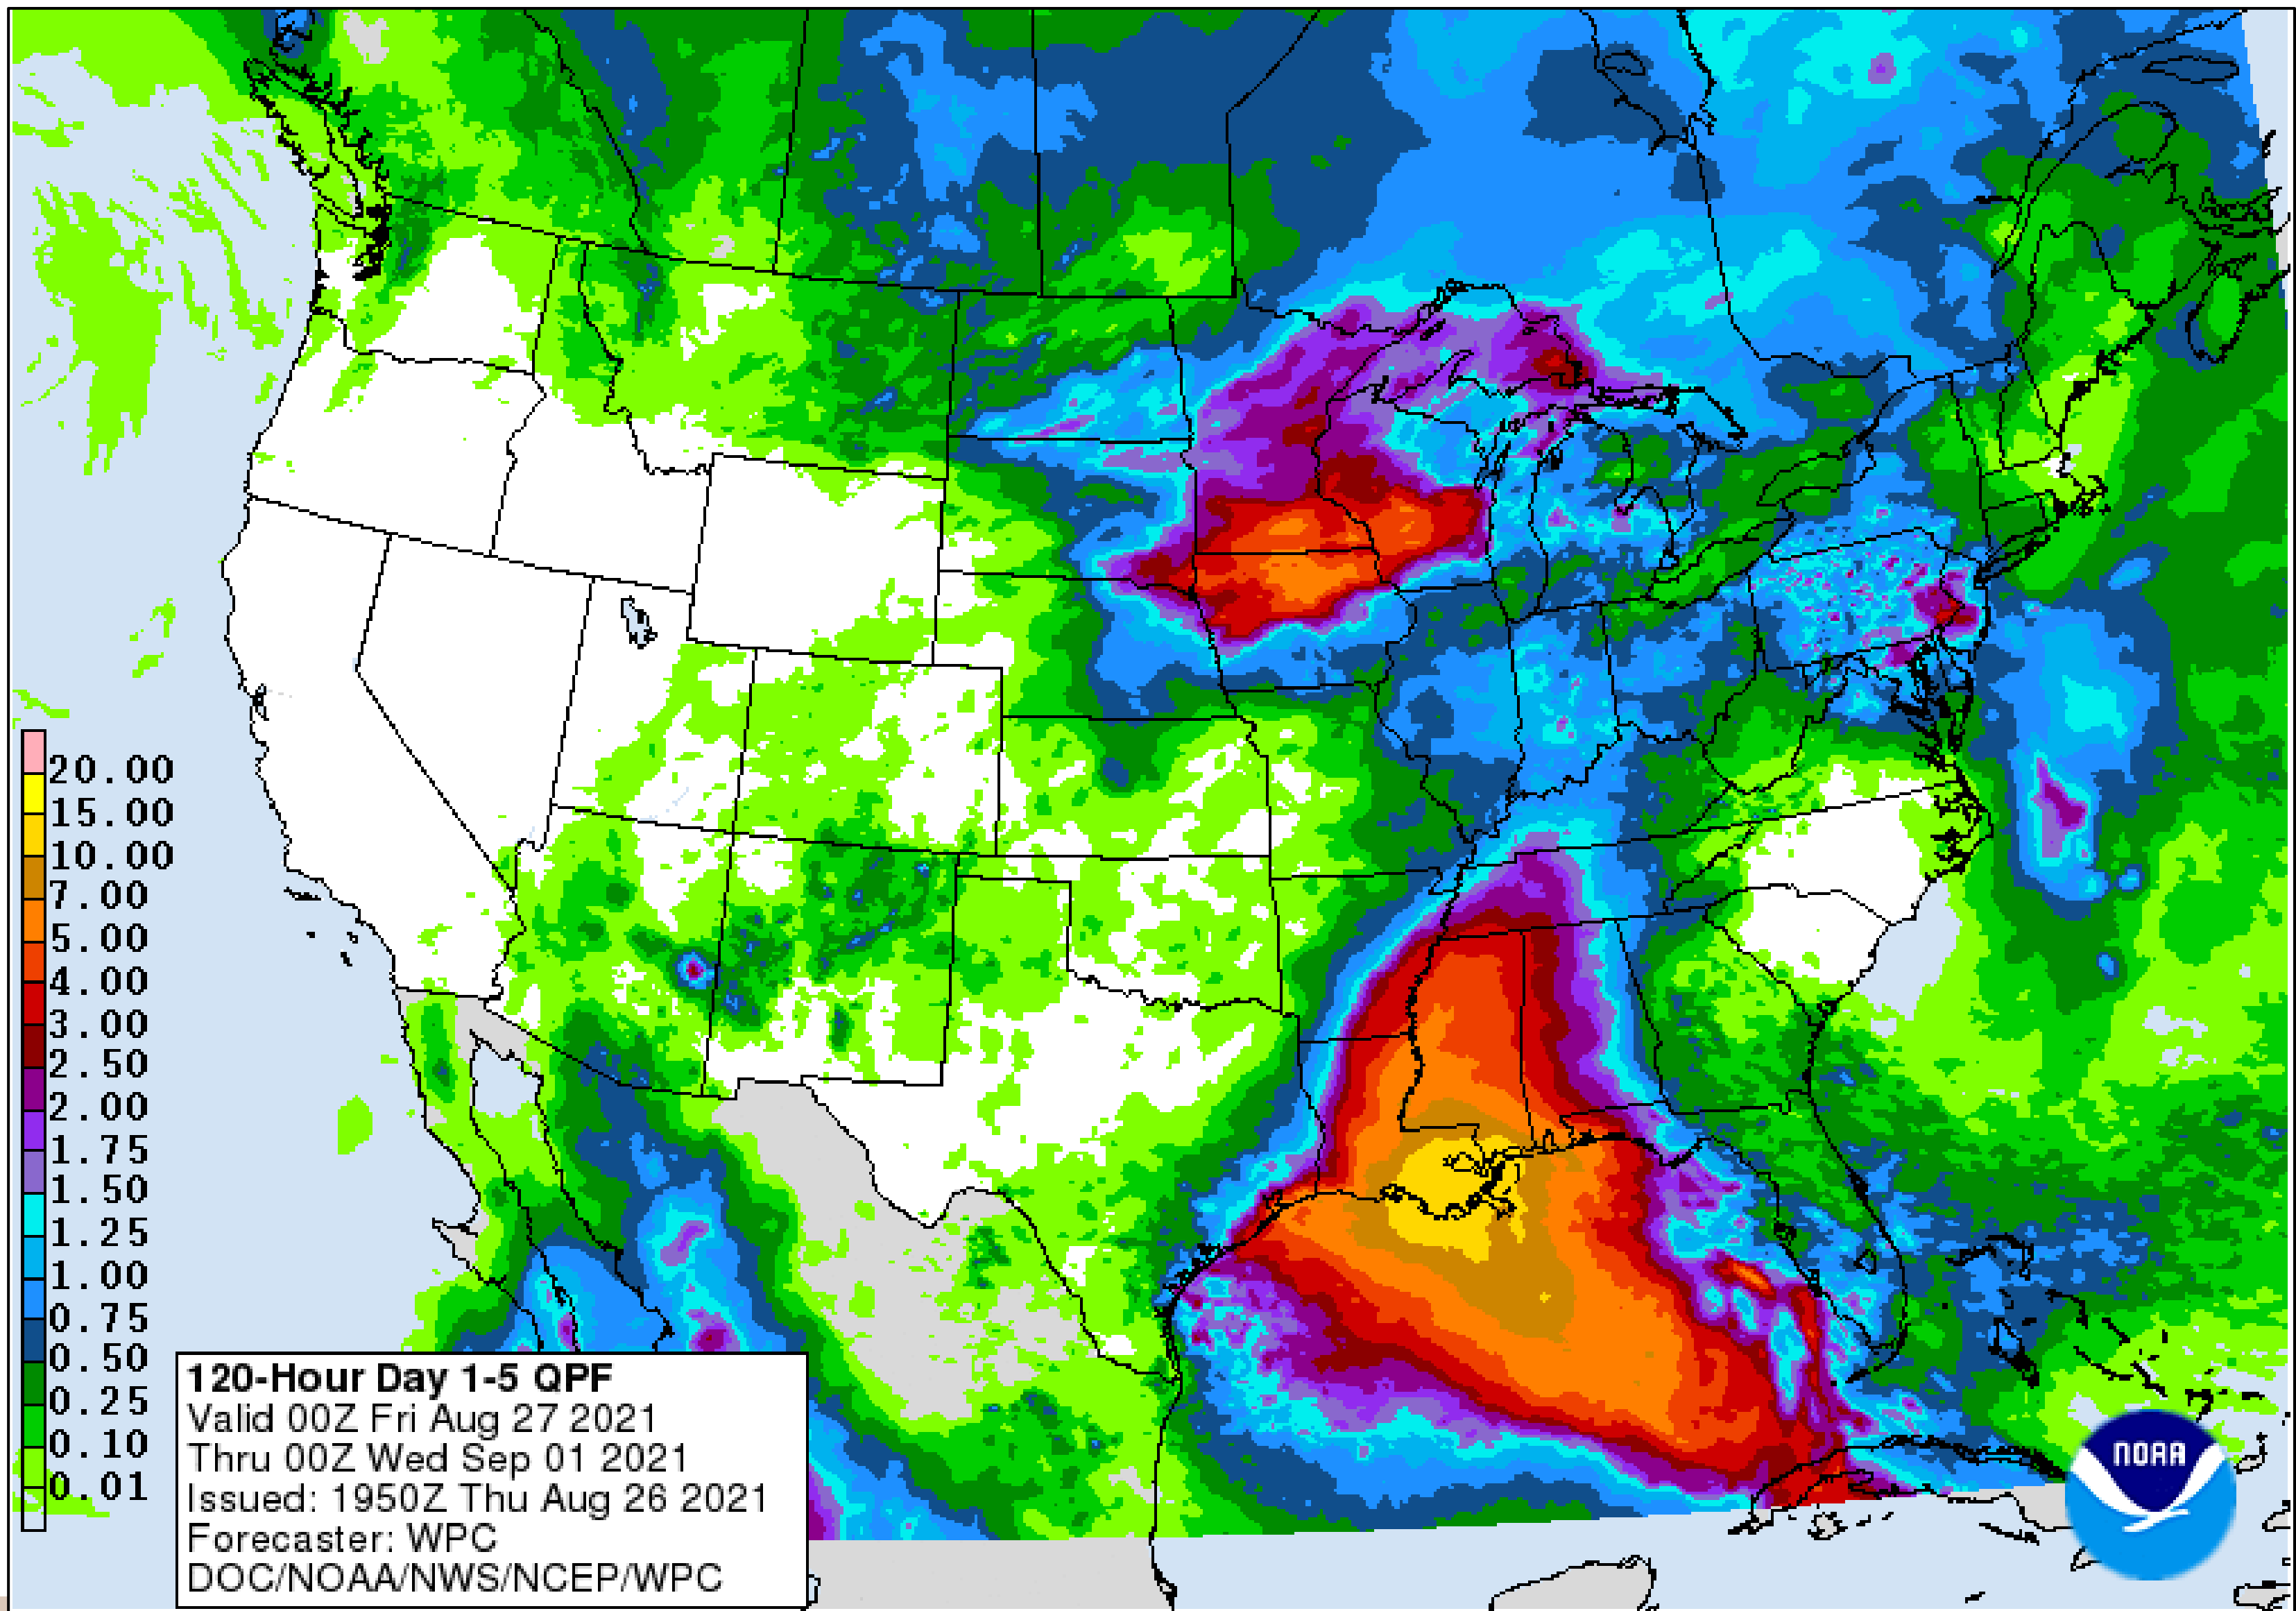 20.00
15.00
10.00
7.00
5.00
4.00
3.00
2.50
2.00
1.75
1.50
1.25
1.00
0.75
0.50
0.25
0.10
0.01
120-Hour Day 1-5 QPF
Valid 00Z Fri Aug 27 2021
Thru 00Z Wed Sep 01 2021
Issued: 1950Z Thu Aug 26 2021
Forecaster: WPC
DOC/NOAA/NWS/NCEP/WPC
NOAA